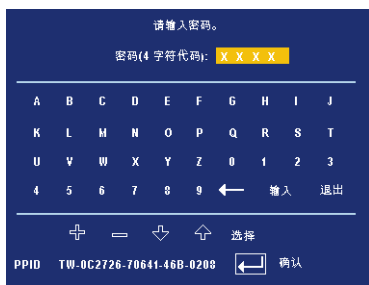 请输入密码。
密码(4 字符代码): X X X X
A B C D E F G H I J
K L M N O P Q R S T
U V W X Y Z 0 1 2 3
4 5 6 7 8 9 ← 输入 退出
选择
PPID TW-0C2726-70641-46B-0208 确认